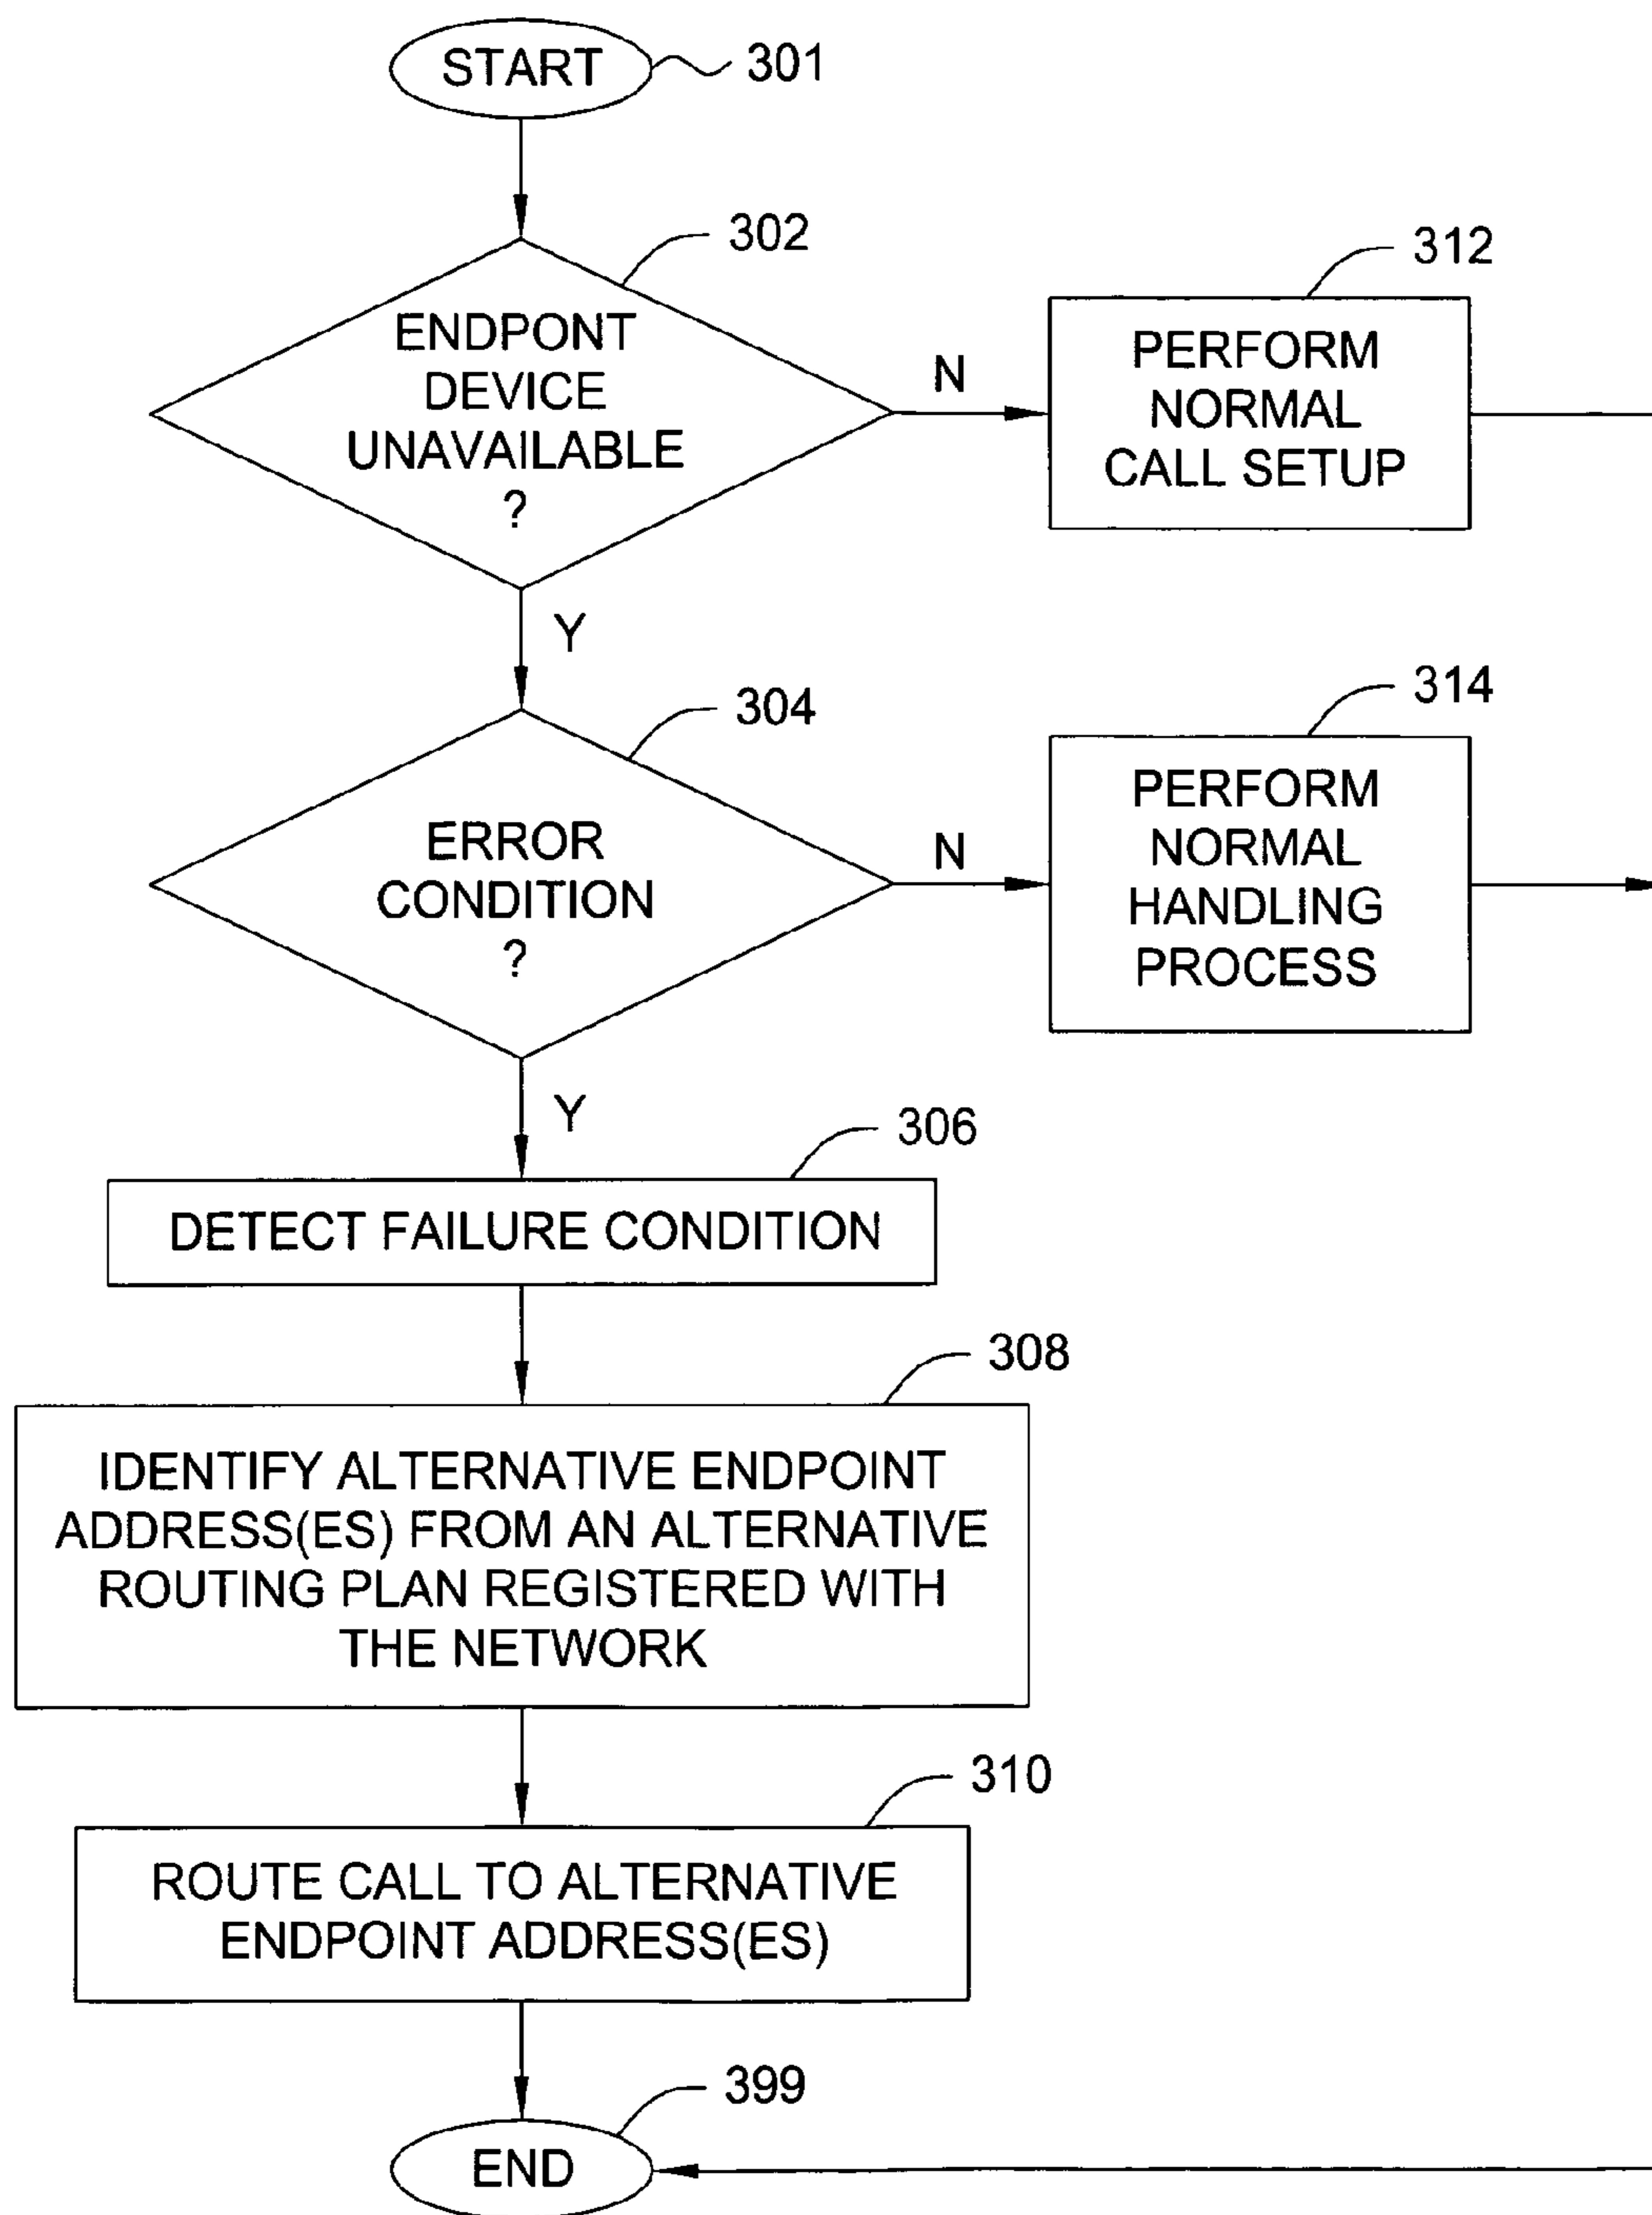 START
301
302
ENDPONT
DEVICE
UNAVAILABLE
?
N
312
PERFORM
NORMAL
CALL SETUP
Y
304
ERROR
CONDITION
?
N
314
PERFORM
NORMAL
HANDLING
PROCESS
Y
306
DETECT FAILURE CONDITION
308
IDENTIFY ALTERNATIVE ENDPOINT
ADDRESS(ES) FROM AN ALTERNATIVE
ROUTING PLAN REGISTERED WITH
THE NETWORK
310
ROUTE CALL TO ALTERNATIVE
ENDPOINT ADDRESS(ES)
399
END